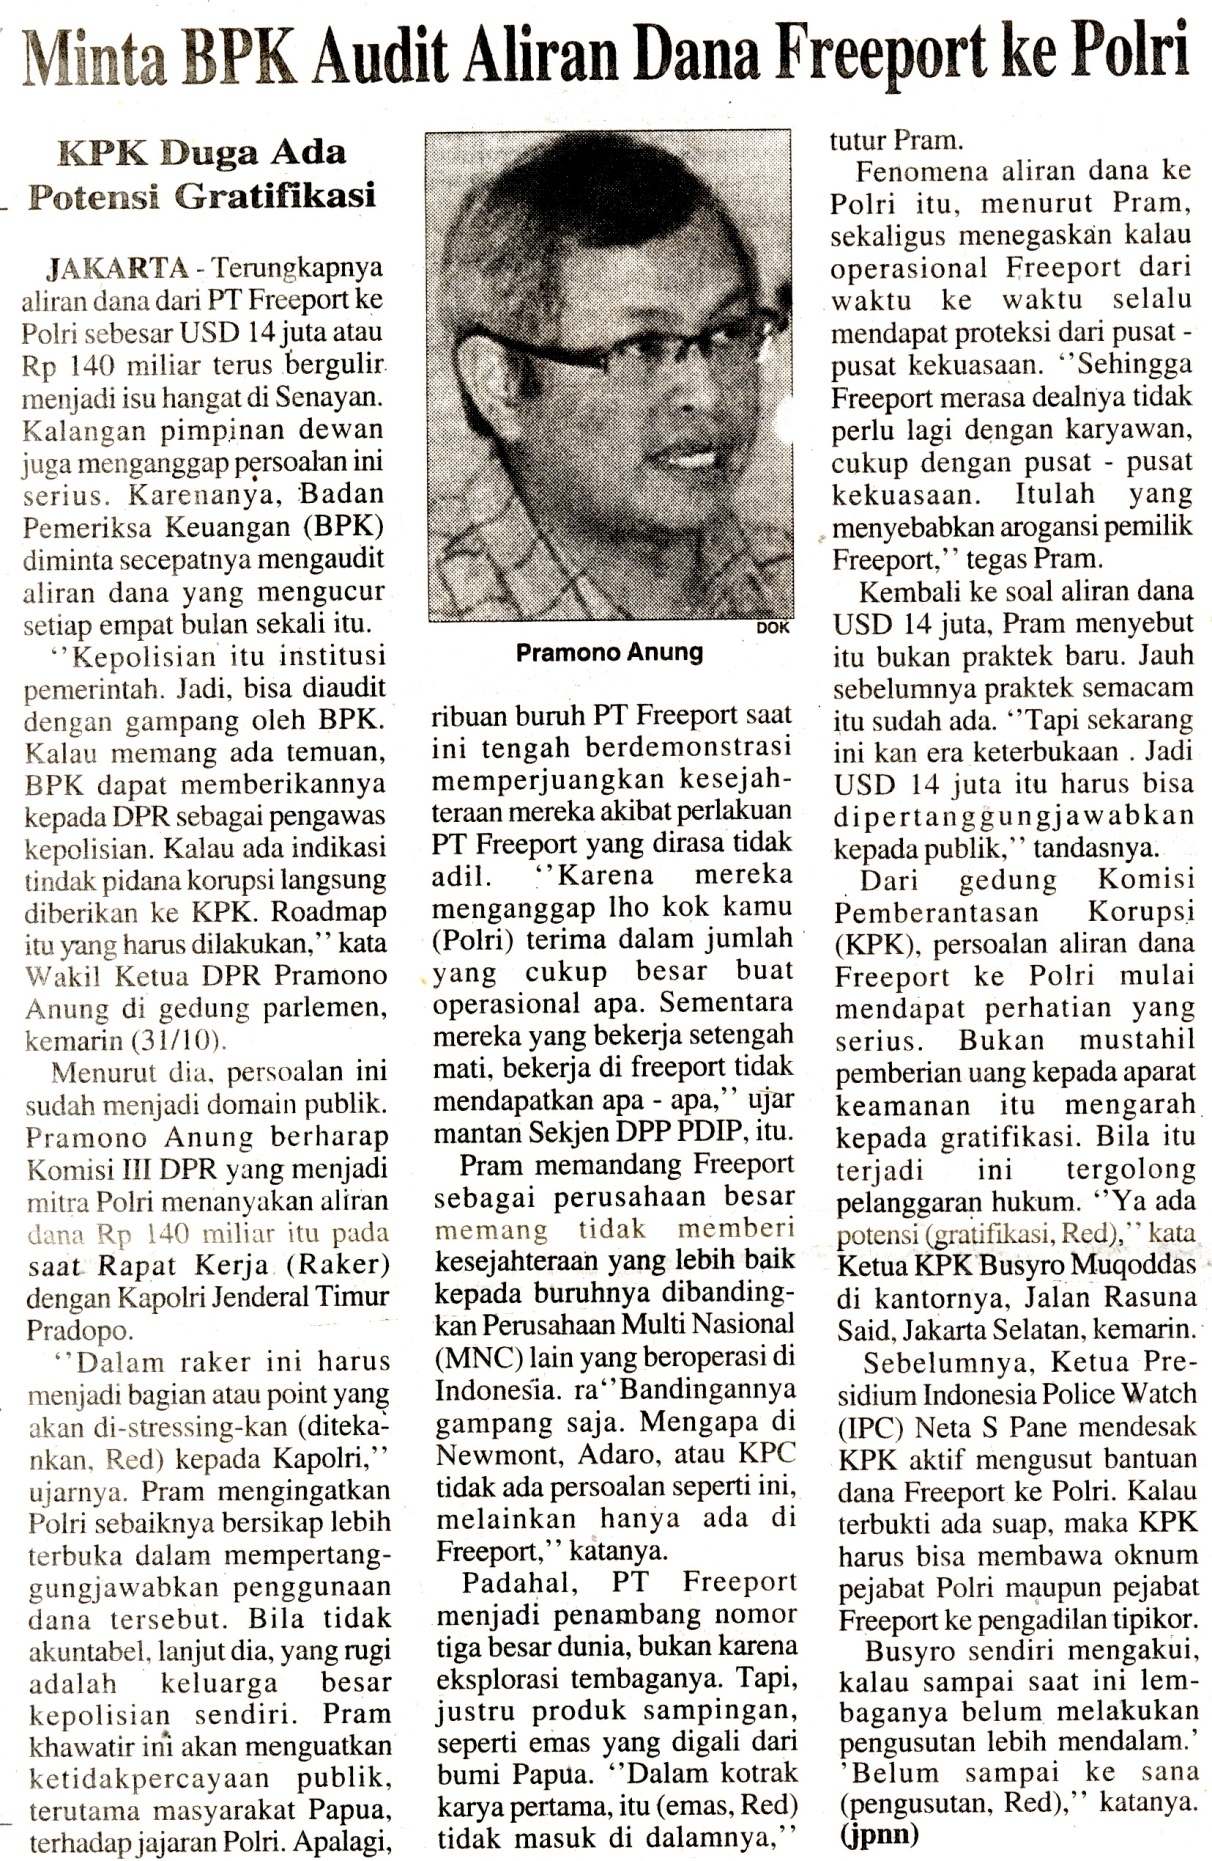 Minta BPK Audit Aliran Dana Freeport ke Polri
KPK Duga Ada
Potensi Gratifikasi
JAKARTA - Terungkapnya
aliran dana dari PT Freeport ke
Polri sebesar USD 14 juta atau
Rp 140 miliar terus bergulir
menjadi isu hangat di Senayan.
Kalangan pimpinan dewan
juga menganggap persoalan ini
serius. Karenanya, Badan
Pemeriksa Keuangan (BPK)
diminta secepatnya mengaudit
aliran dana yang mengucur
setiap empat bulan sekali itu.
‘’Kepolisian itu institusi
pemerintah. Jadi, bisa diaudit
dengan gampang oleh BPK.
Kalau memang ada temuan,
BPK dapat memberikannya
kepada DPR sebagai pengawas
kepolisian. Kalau ada indikasi
tindak pidana korupsi langsung
diberikan ke KPK. Roadmap
itu yang harus dilakukan,’’ kata
Wakil Ketua DPR Pramono
Anung di gedung parlemen,
kemarin (31/10).
Menurut dia, persoalan ini
sudah menjadi domain publik.
Pramono Anung berharap
Komisi III DPR yang menjadi
mitra Polri menanyakan aliran
dana Rp 140 miliar itu pada
saat Rapat Kerja (Raker)
dengan Kapolri Jenderal Timur
Pradopo.
‘’Dalam raker ini harus
menjadi bagian atau point yang
akan di-stressing-kan (diteka-
nkan, Red) kepada Kapolri,’’
ujarnya. Pram mengingatkan
Polri sebaiknya bersikap lebih
terbuka dalam mempertang-
gungjawabkan penggunaan
dana tersebut. Bila tidak
akuntabel, lanjut dia, yang rugi
adalah keluarga besar
kepolisian sendiri. Pram
khawatir ini akan menguatkan
ketidakpercayaan publik,
terutama masyarakat Papua,
terhadap jajaran Polri. Apalagi,
DOK
Pramono Anung
ribuan buruh PT Freeport saat
ini tengah berdemonstrasi
memperjuangkan kesejah-
teraan mereka akibat perlakuan
PT Freeport yang dirasa tidak
adil. ‘’Karena mereka
menganggap lho kok kamu
(Polri) terima dalam jumlah
yang cukup besar buat
operasional apa. Sementara
mereka yang bekerja setengah
mati, bekerja di freeport tidak
mendapatkan apa - apa,’’ ujar
mantan Sekjen DPP PDIP, itu.
Pram memandang Freeport
sebagai perusahaan besar
memang tidak memberi
kesejahteraan yang lebih baik
kepada buruhnya dibanding-
kan Perusahaan Multi Nasional
(MNC) lain yang beroperasi di
Indonesia. ra‘’Bandingannya
gampang saja. Mengapa di
Newmont, Adaro, atau KPC
tidak ada persoalan seperti ini,
melainkan hanya ada di
Freeport,’’ katanya.
Padahal, PT Freeport
menjadi penambang nomor
tiga besar dunia, bukan karena
eksplorasi tembaganya. Tapi,
justru produk sampingan,
seperti emas yang digali dari
bumi Papua. ‘’Dalam kotrak
karya pertama, itu (emas, Red)
tidak masuk di dalamnya,’’
tutur Pram.
Fenomena aliran dana ke
Polri itu, menurut Pram,
sekaligus menegaskan kalau
operasional Freeport dari
waktu ke waktu selalu
mendapat proteksi dari pusat -
pusat kekuasaan. ‘’Sehingga
Freeport merasa dealnya tidak
perlu lagi dengan karyawan,
cukup dengan pusat - pusat
kekuasaan. Itulah yang
menyebabkan arogansi pemilik
Freeport,’’ tegas Pram.
Kembali ke soal aliran dana
USD 14 juta, Pram menyebut
itu bukan praktek baru. Jauh
sebelumnya praktek semacam
itu sudah ada. ‘’Tapi sekarang
ini kan era keterbukaan . Jadi
USD 14 juta itu harus bisa
dipertanggungjawabkan
kepada publik,’’ tandasnya.
Dari gedung Komisi
Pemberantasan Korupsi
(KPK), persoalan aliran dana
Freeport ke Polri mulai
mendapat perhatian yang
serius. Bukan mustahil
pemberian uang kepada aparat
keamanan itu mengarah
kepada gratifikasi. Bila itu
terjadi ini tergolong
pelanggaran hukum. ‘’Ya ada
potensi (gratifikasi, Red),’’ kata
Ketua KPK Busyro Muqoddas
di kantornya, Jalan Rasuna
Said, Jakarta Selatan, kemarin.
Sebelumnya, Ketua Pre-
sidium Indonesia Police Watch
(IPC) Neta S Pane mendesak
KPK aktif mengusut bantuan
dana Freeport ke Polri. Kalau
terbukti ada suap, maka KPK
harus bisa membawa oknum
pejabat Polri maupun pejabat
Freeport ke pengadilan tipikor.
Busyro sendiri mengakui,
kalau sampai saat ini lem-
baganya belum melakukan
pengusutan lebih mendalam.’
’Belum sampai ke sana
(pengusutan, Red),’’ katanya.
(jpnn)